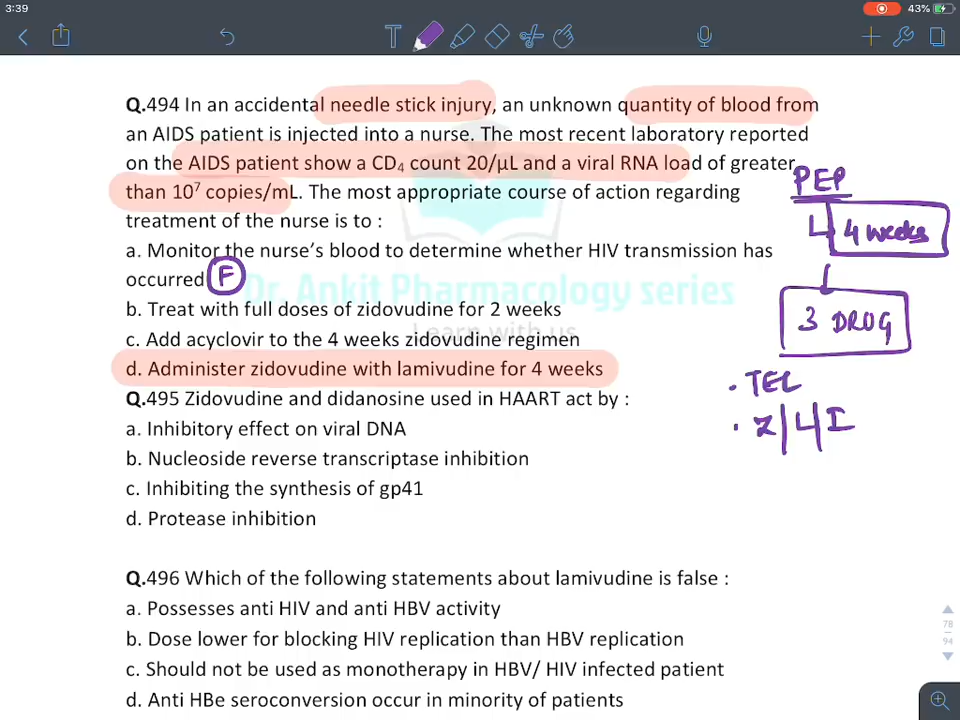 3:39
43%
Q.494 In an accidental needle stick injury, an unknown quantity of blood from
an AIDS patient is injected into a nurse. The most recent laboratory reported
on the AIDS patient show a CD₄ count 20/μL and a viral RNA load of greater
than 10⁷ copies/mL. The most appropriate course of action regarding
treatment of the nurse is to :
a. Monitor the nurse's blood to determine whether HIV transmission has
occurred.
F
b. Treat with full doses of zidovudine for 2 weeks
c. Add acyclovir to the 4 weeks zidovudine regimen
d. Administer zidovudine with lamivudine for 4 weeks
PEP
4 weeks
3 DRUG
• TEL
• Z/L/I
Dr. Ankit Pharmacology series
Learn with us
Q.495 Zidovudine and didanosine used in HAART act by :
a. Inhibitory effect on viral DNA
b. Nucleoside reverse transcriptase inhibition
c. Inhibiting the synthesis of gp41
d. Protease inhibition
Q.496 Which of the following statements about lamivudine is false :
a. Possesses anti HIV and anti HBV activity
b. Dose lower for blocking HIV replication than HBV replication
c. Should not be used as monotherapy in HBV/ HIV infected patient
d. Anti HBe seroconversion occur in minority of patients
78
94